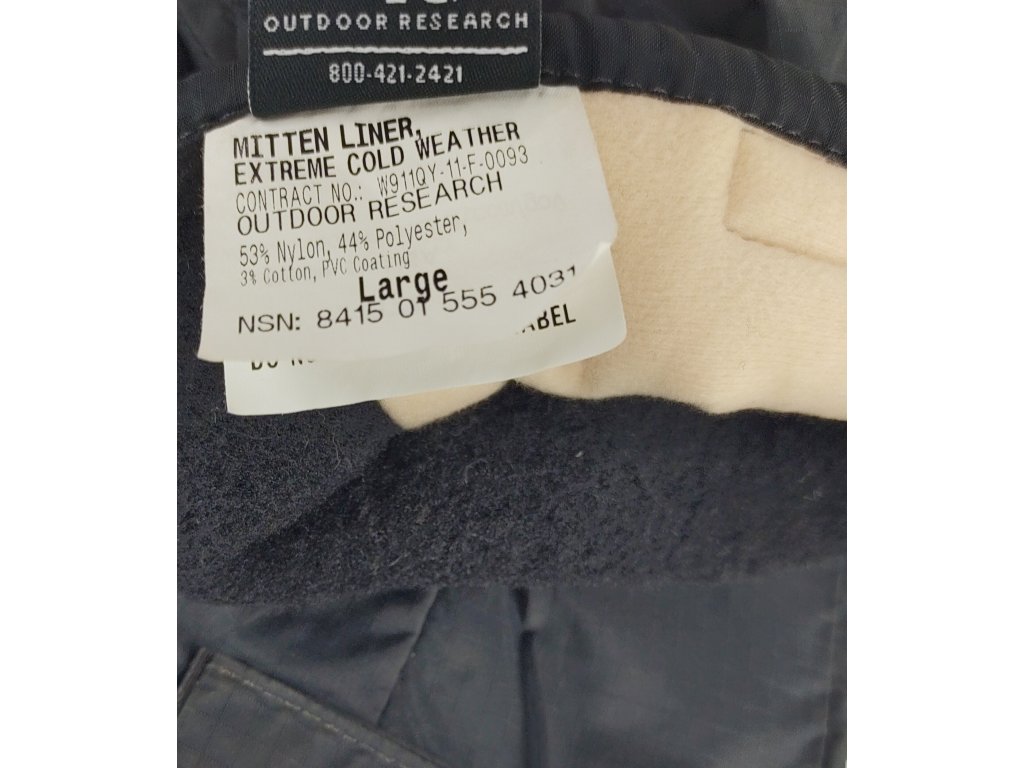 OUTDOOR RESEARCH
800-421-2421
MITTEN LINER,
EXTREME COLD WEATHER
CONTRACT NO.: W911QY-11-F-0093
OUTDOOR RESEARCH
53% Nylon, 44% Polyester,
3% Cotton, PVC Coating
Large
NSN: 8415 01 555 4031
DO